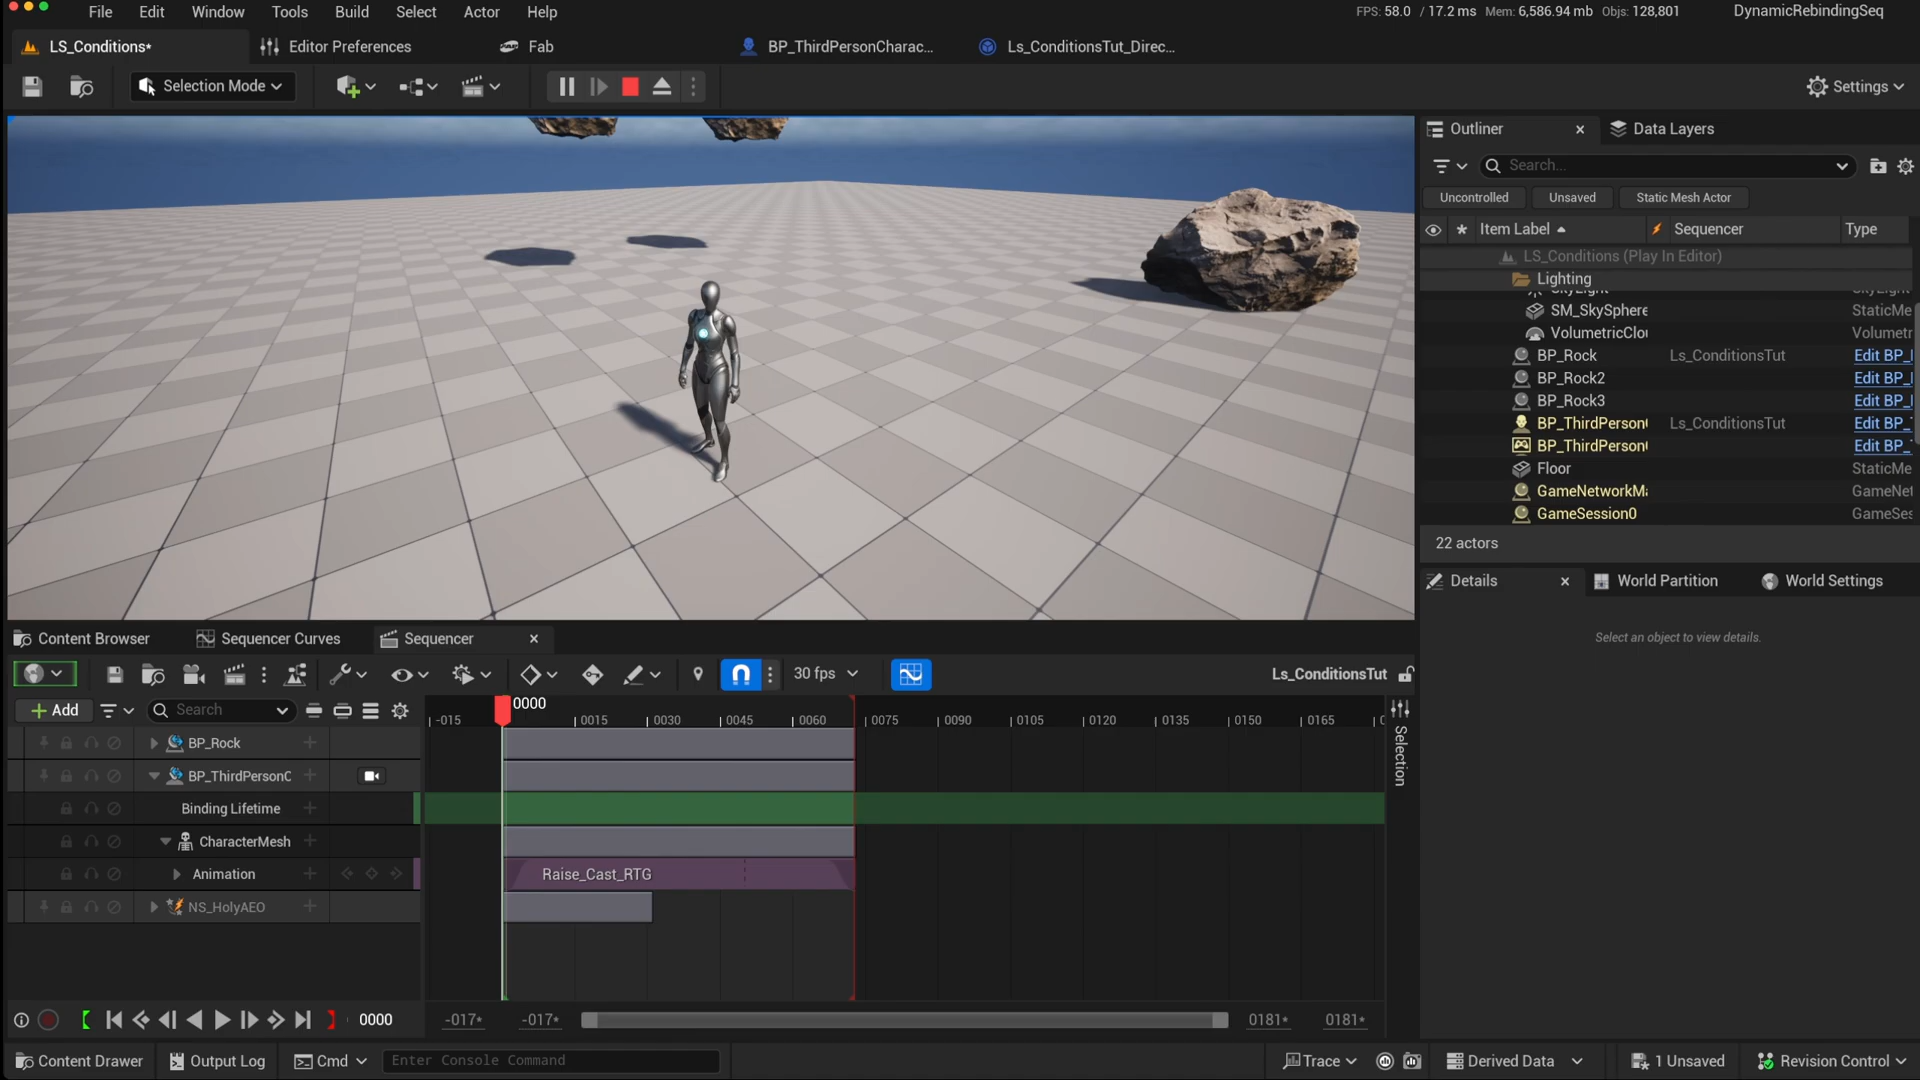 File Edit Window Tools Build Select Actor Help
FPS: 58.0 / 17.2 ms Mem: 6,586.94 mb Objs: 128,801
DynamicRebindingSeq
LS_Conditions*
Editor Preferences
Fab
BP_ThirdPersonCharac...
Ls_ConditionsTut_Direc...
Selection Mode
Settings
Outliner
Data Layers
Search...
Uncontrolled
Unsaved
Static Mesh Actor
Item Label
Sequencer
Type
LS_Conditions (Play In Editor)
Lighting
SkyLight
SM_SkySphere StaticMe
VolumetricClou Volumetr
BP_Rock Ls_ConditionsTut Edit BP_
BP_Rock2 Edit BP_
BP_Rock3 Edit BP_
BP_ThirdPerson Ls_ConditionsTut Edit BP_
BP_ThirdPerson Edit BP_
Floor StaticMe
GameNetworkMa GameNet
GameSession0 GameSes
22 actors
Details
World Partition
World Settings
Select an object to view details.
Content Browser
Sequencer Curves
Sequencer
30 fps
Ls_ConditionsTut
Add
Search
0000
-015 0015 0030 0045 0060 0075 0090 0105 0120 0135 0150 0165
Selection
BP_Rock
BP_ThirdPersonC
Binding Lifetime
CharacterMesh
Animation
Raise_Cast_RTG
NS_HolyAEO
0000
-017* -017* 0181* 0181*
Content Drawer
Output Log
Cmd
Enter Console Command
Trace
Derived Data
1 Unsaved
Revision Control